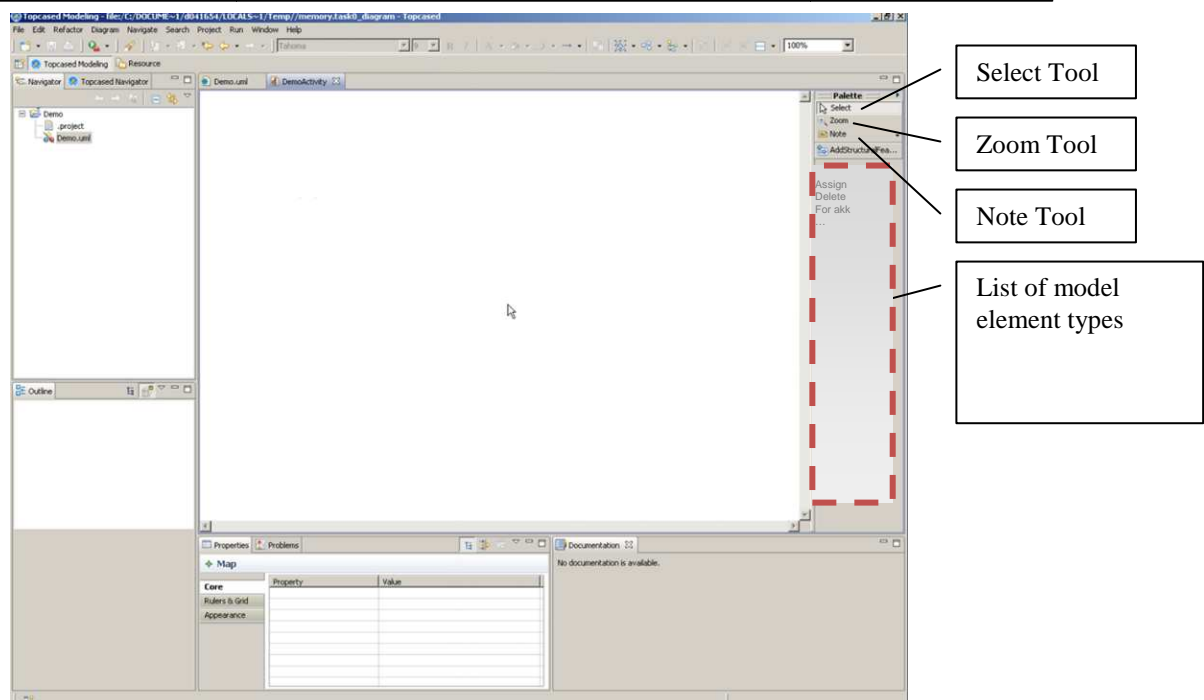 Topcased Modeling - file:/C:/DOCUME~1/d041654/LOCALS~1/Temp//memory.task0_diagram - Topcased
File Edit Refactor Diagram Navigate Search Project Run Window Help
Tahoma 9 B I A 100%
Topcased Modeling Resource
Navigator Topcased Navigator
Demo
.project
Demo.uml
Outline
Demo.uml DemoActivity
Palette
Select
Zoom
Note
AddStructuralFea...
Assign
Delete
For akk
...
Select Tool
Zoom Tool
Note Tool
List of model
element types
Properties Problems
Map
Core
Rulers & Grid
Appearance
Property Value
Documentation
No documentation is available.